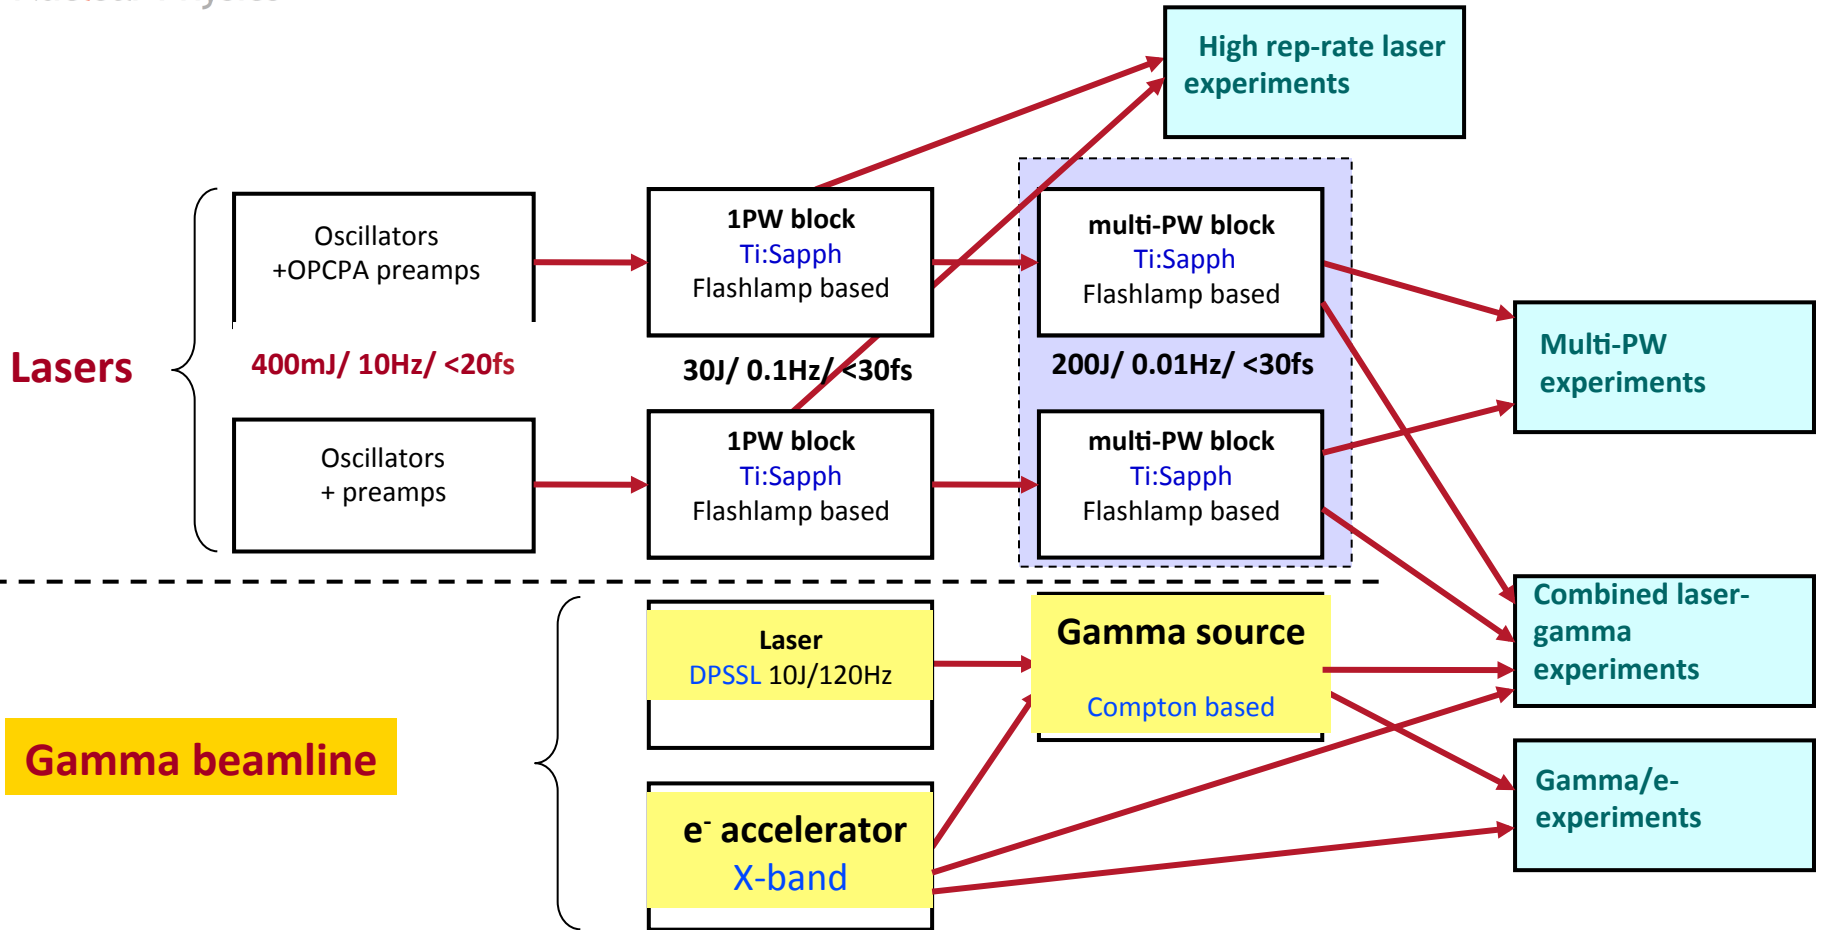 High rep-rate laser
experiments
Oscillators
+OPCPA preamps
1PW block
Ti:Sapph
Flashlamp based
multi-PW block
Ti:Sapph
Flashlamp based
Lasers
400mJ/ 10Hz/ <20fs
30J/ 0.1Hz/ <30fs
200J/ 0.01Hz/ <30fs
Multi-PW
experiments
Oscillators
+ preamps
1PW block
Ti:Sapph
Flashlamp based
multi-PW block
Ti:Sapph
Flashlamp based
Combined laser-
gamma
experiments
Laser
DPSSL 10J/120Hz
Gamma source
Compton based
Gamma beamline
e⁻ accelerator
X-band
Gamma/e-
experiments